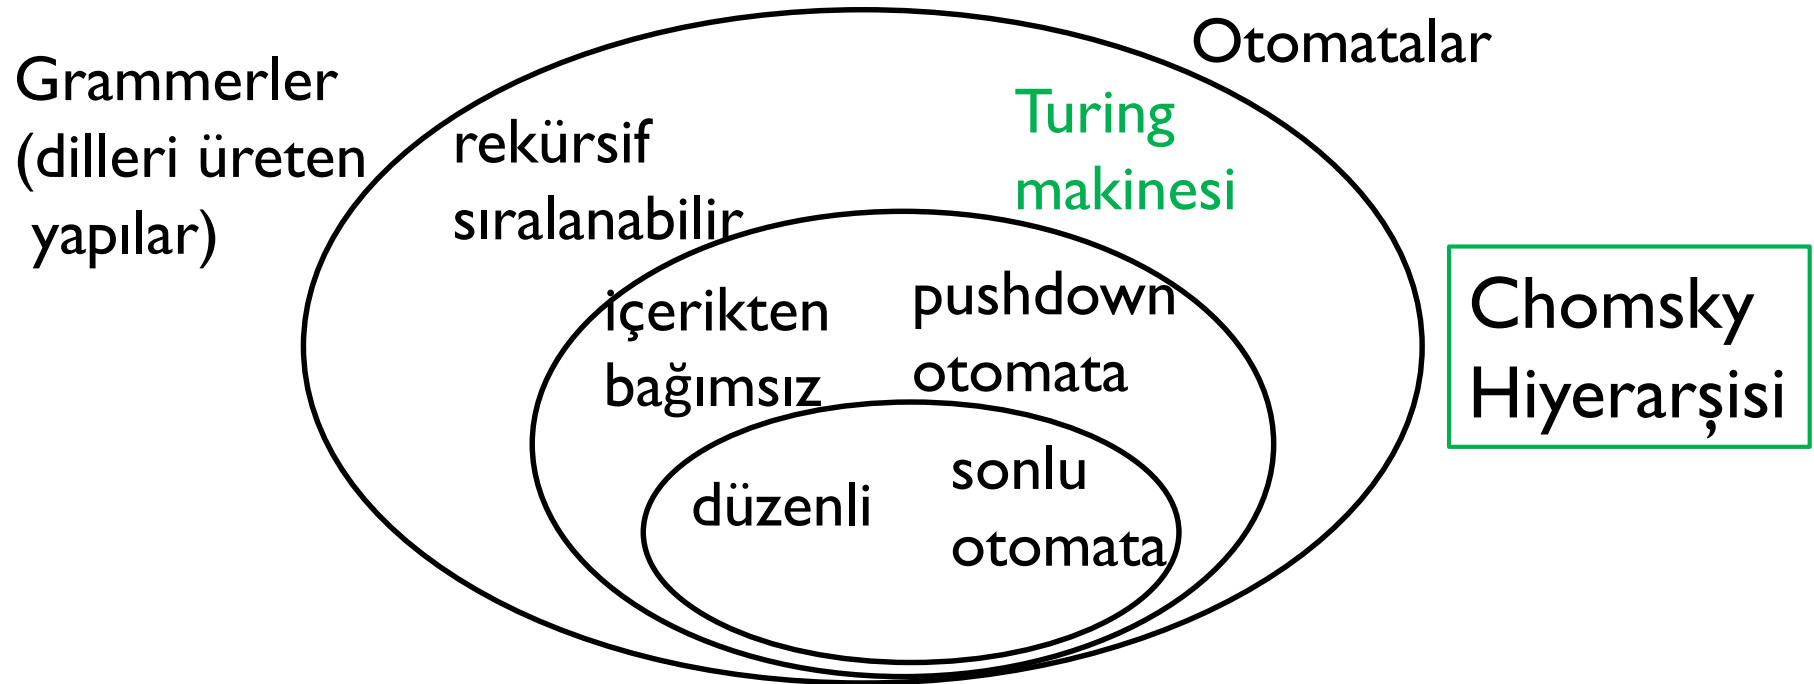 Grammerler
(dilleri üreten
yapılar)
rekürsif
sıralanabilir
Otomatalar
Turing
makinesi
içerikten
bağımsız
pushdown
otomata
düzenli
sonlu
otomata
Chomsky
Hiyerarşisi